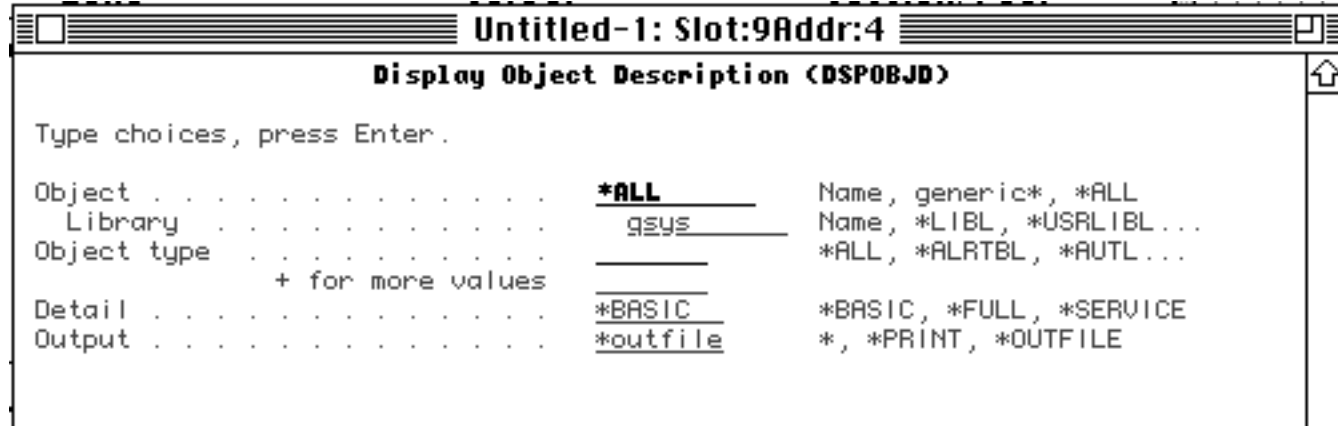 Untitled-1: Slot:9Addr:4
Display Object Description (DSPOBJD)
Type choices, press Enter.
Object . . . . . . . . . . . . . *ALL Name, generic*, *ALL
Library . . . . . . . . . . . qsys Name, *LIBL, *USRLIBL...
Object type . . . . . . . . . . *ALL, *ALRTBL, *AUTL...
+ for more values
Detail . . . . . . . . . . . . . *BASIC *BASIC, *FULL, *SERVICE
Output . . . . . . . . . . . . . *outfile *, *PRINT, *OUTFILE